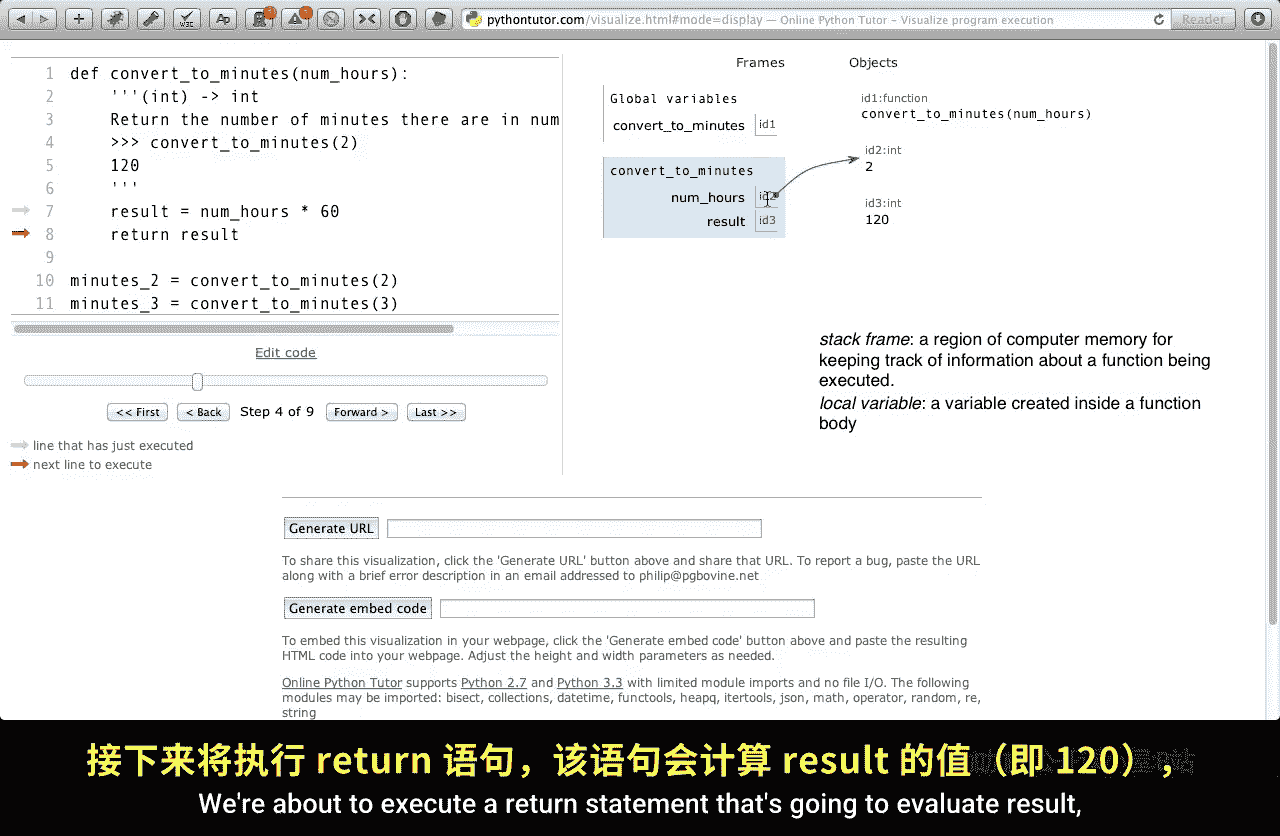 W3C
Ap
pythontutor.com/visualize.html#mode=display — Online Python Tutor – Visualize program execution
Reader
1 def convert_to_minutes(num_hours):
2 '''(int) -> int
3 Return the number of minutes there are in num
4 >>> convert_to_minutes(2)
5 120
6 '''
7 result = num_hours * 60
8 return result
9
10 minutes_2 = convert_to_minutes(2)
11 minutes_3 = convert_to_minutes(3)
Edit code
<< First
< Back
Step 4 of 9
Forward >
Last >>
line that has just executed
next line to execute
Frames
Objects
Global variables
convert_to_minutes id1
convert_to_minutes
num_hours id2
result id3
id1:function
convert_to_minutes(num_hours)
id2:int
2
id3:int
120
stack frame: a region of computer memory for
keeping track of information about a function being
executed.
local variable: a variable created inside a function
body
Generate URL
To share this visualization, click the 'Generate URL' button above and share that URL. To report a bug, paste the URL
along with a brief error description in an email addressed to philip@pgbovine.net
Generate embed code
To embed this visualization in your webpage, click the 'Generate embed code' button above and paste the resulting
HTML code into your webpage. Adjust the height and width parameters as needed.
Online Python Tutor supports Python 2.7 and Python 3.3 with limited module imports and no file I/O. The following
modules may be imported: bisect, collections, datetime, functools, heapq, itertools, json, math, operator, random, re,
string
接下来将执行 return 语句，该语句会计算 result 的值（即 120），
We're about to execute a return statement that's going to evaluate result,